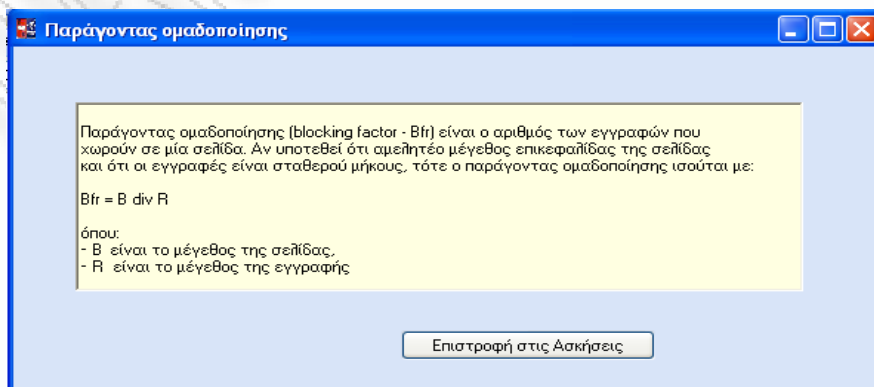 Παράγοντας ομαδοποίησης
Παράγοντας ομαδοποίησης (blocking factor - Bfr) είναι ο αριθμός των εγγραφών που
χωρούν σε μία σελίδα. Αν υποτεθεί ότι αμελητέο μέγεθος επικεφαλίδας της σελίδας
και ότι οι εγγραφές είναι σταθερού μήκους, τότε ο παράγοντας ομαδοποίησης ισούται με:
Bfr = B div R
όπου:
- B είναι το μέγεθος της σελίδας,
- R είναι το μέγεθος της εγγραφής
Επιστροφή στις Ασκήσεις